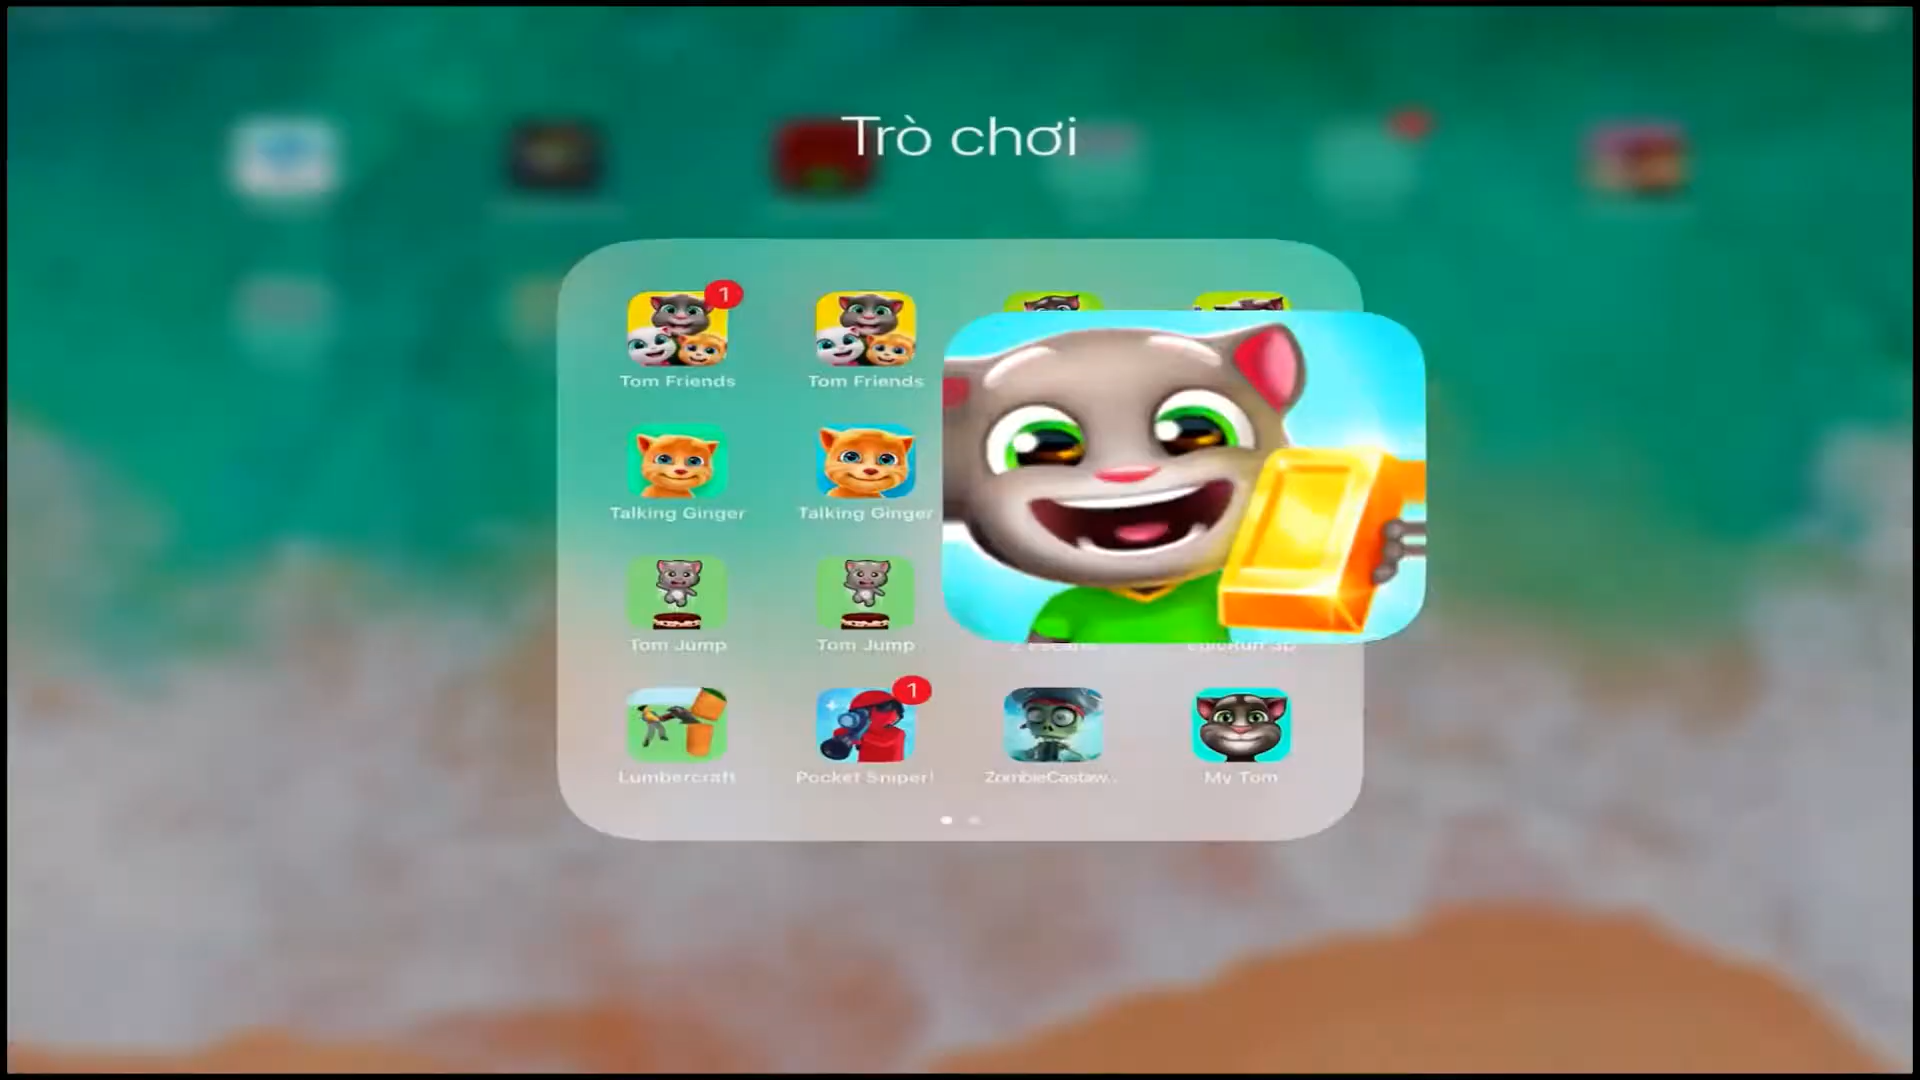 Trò chơi
1
Tom Friends
Tom Friends
Talking Ginger
Talking Ginger
Tom Jump
Tom Jump
1
Lumbercraft
Pocket Sniper!
ZombieCastaw...
My Tom